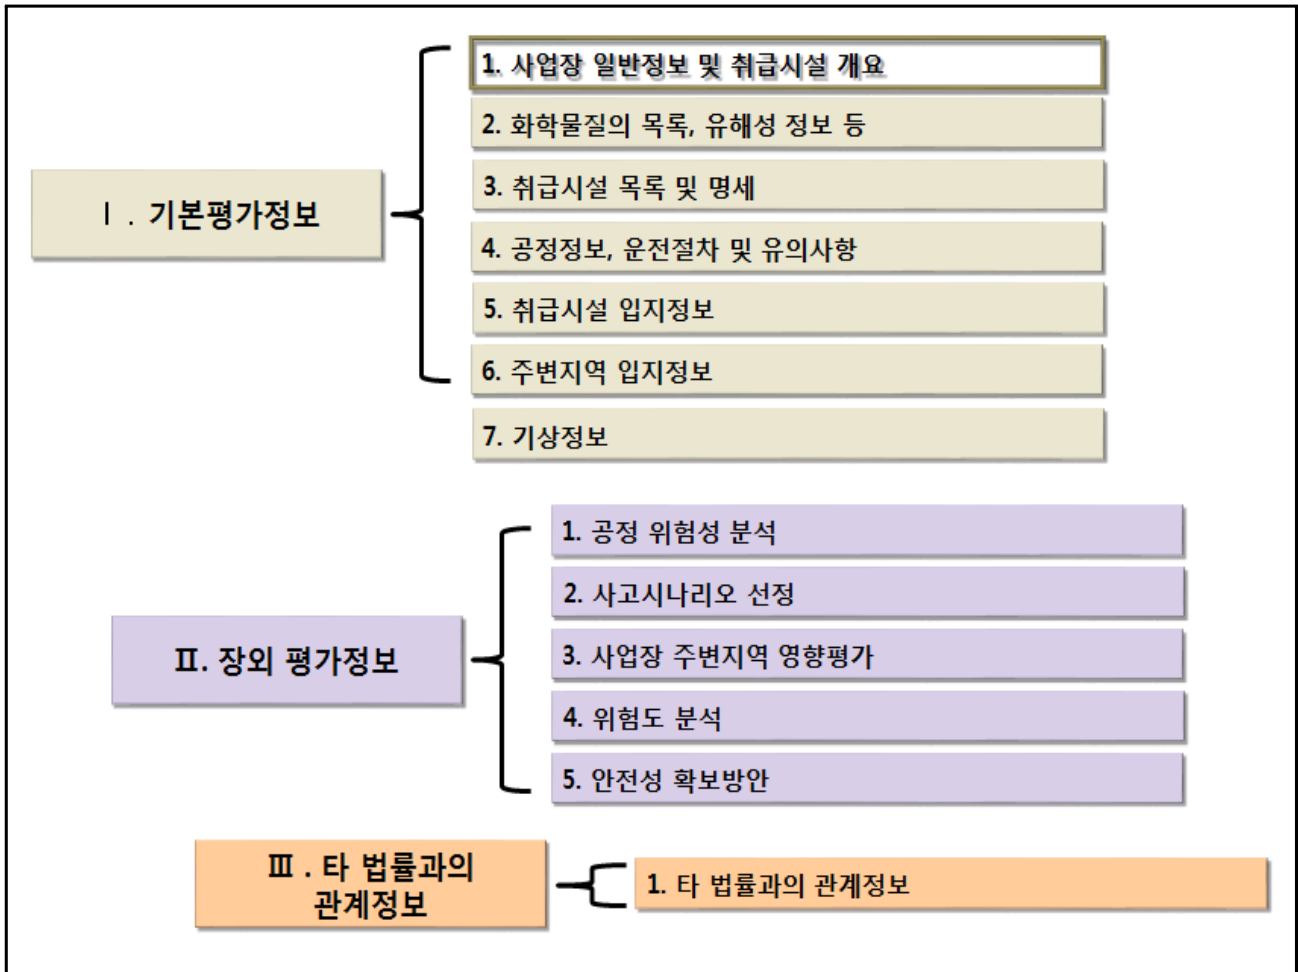 1. 사업장 일반정보 및 취급시설 개요
2. 화학물질의 목록, 유해성 정보 등
3. 취급시설 목록 및 명세
Ⅰ. 기본평가정보
4. 공정정보, 운전절차 및 유의사항
5. 취급시설 입지정보
6. 주변지역 입지정보
7. 기상정보
1. 공정 위험성 분석
2. 사고시나리오 선정
Ⅱ. 장외 평가정보
3. 사업장 주변지역 영향평가
4. 위험도 분석
5. 안전성 확보방안
Ⅲ. 타 법률과의
관계정보
1. 타 법률과의 관계정보